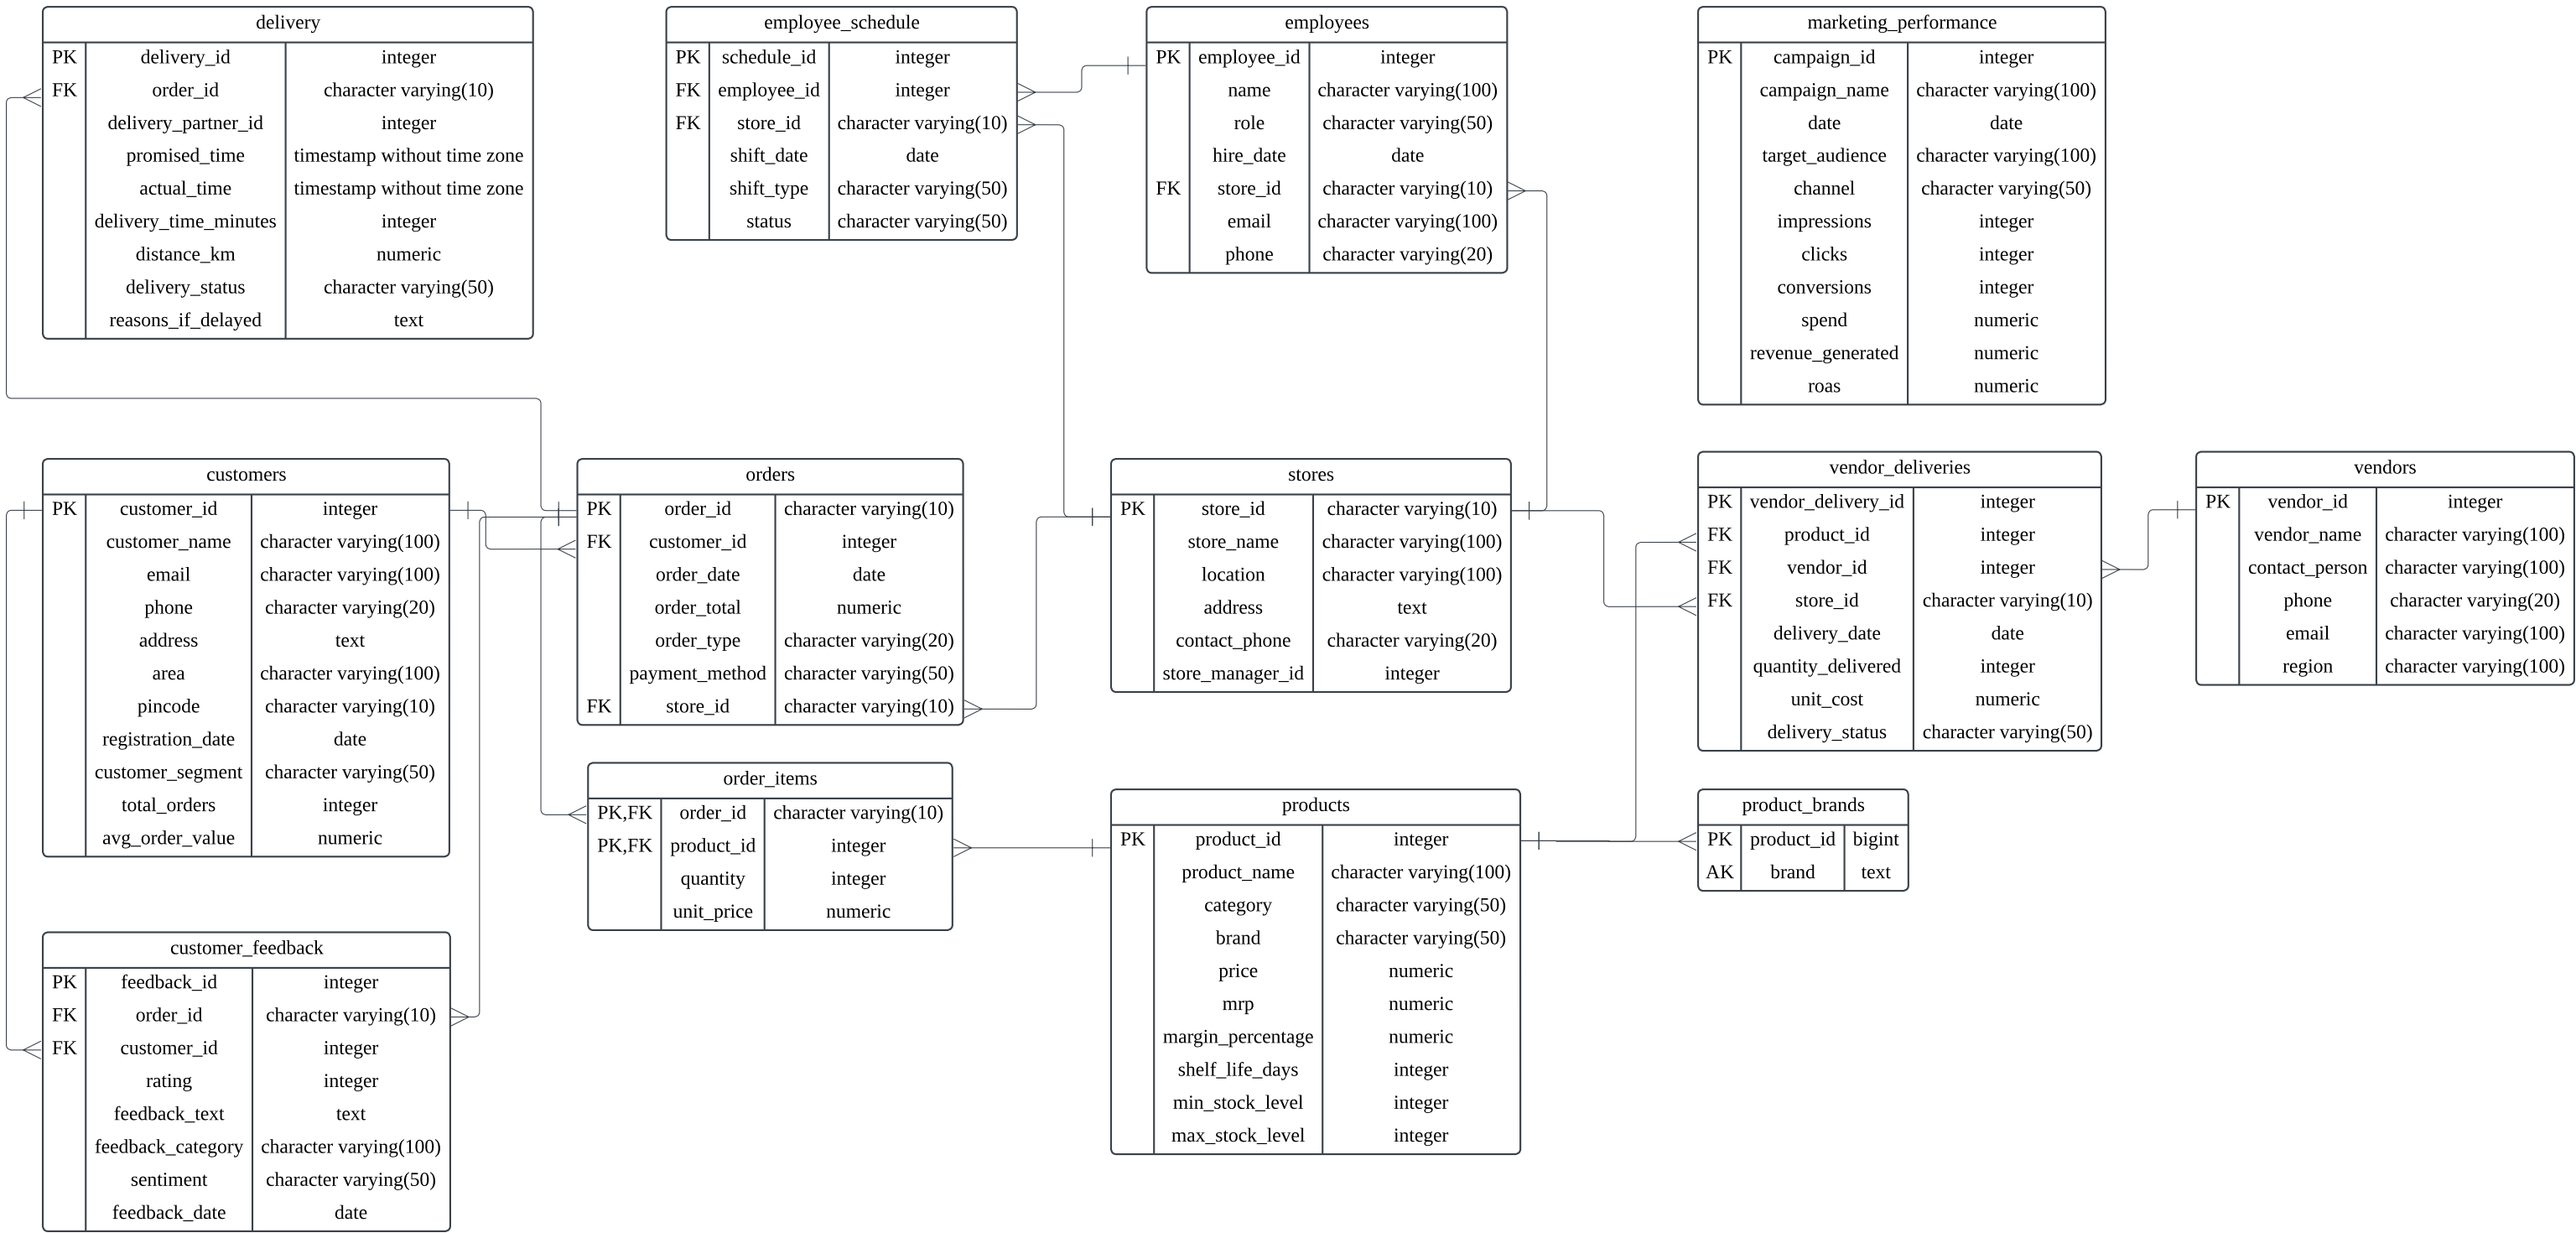 delivery
PK delivery_id integer
FK order_id character varying(10)
delivery_partner_id integer
promised_time timestamp without time zone
actual_time timestamp without time zone
delivery_time_minutes integer
distance_km numeric
delivery_status character varying(50)
reasons_if_delayed text
employee_schedule
PK schedule_id integer
FK employee_id integer
FK store_id character varying(10)
shift_date date
shift_type character varying(50)
status character varying(50)
employees
PK employee_id integer
name character varying(100)
role character varying(50)
hire_date date
FK store_id character varying(10)
email character varying(100)
phone character varying(20)
marketing_performance
PK campaign_id integer
campaign_name character varying(100)
date date
target_audience character varying(100)
channel character varying(50)
impressions integer
clicks integer
conversions integer
spend numeric
revenue_generated numeric
roas numeric
customers
PK customer_id integer
customer_name character varying(100)
email character varying(100)
phone character varying(20)
address text
area character varying(100)
pincode character varying(10)
registration_date date
customer_segment character varying(50)
total_orders integer
avg_order_value numeric
orders
PK order_id character varying(10)
FK customer_id integer
order_date date
order_total numeric
order_type character varying(20)
payment_method character varying(50)
FK store_id character varying(10)
stores
PK store_id character varying(10)
store_name character varying(100)
location character varying(100)
address text
contact_phone character varying(20)
store_manager_id integer
vendor_deliveries
PK vendor_delivery_id integer
FK product_id integer
FK vendor_id integer
FK store_id character varying(10)
delivery_date date
quantity_delivered integer
unit_cost numeric
delivery_status character varying(50)
vendors
PK vendor_id integer
vendor_name character varying(100)
contact_person character varying(100)
phone character varying(20)
email character varying(100)
region character varying(100)
order_items
PK,FK order_id character varying(10)
PK,FK product_id integer
quantity integer
unit_price numeric
products
PK product_id integer
product_name character varying(100)
category character varying(50)
brand character varying(50)
price numeric
mrp numeric
margin_percentage numeric
shelf_life_days integer
min_stock_level integer
max_stock_level integer
product_brands
PK product_id bigint
AK brand text
customer_feedback
PK feedback_id integer
FK order_id character varying(10)
FK customer_id integer
rating integer
feedback_text text
feedback_category character varying(100)
sentiment character varying(50)
feedback_date date